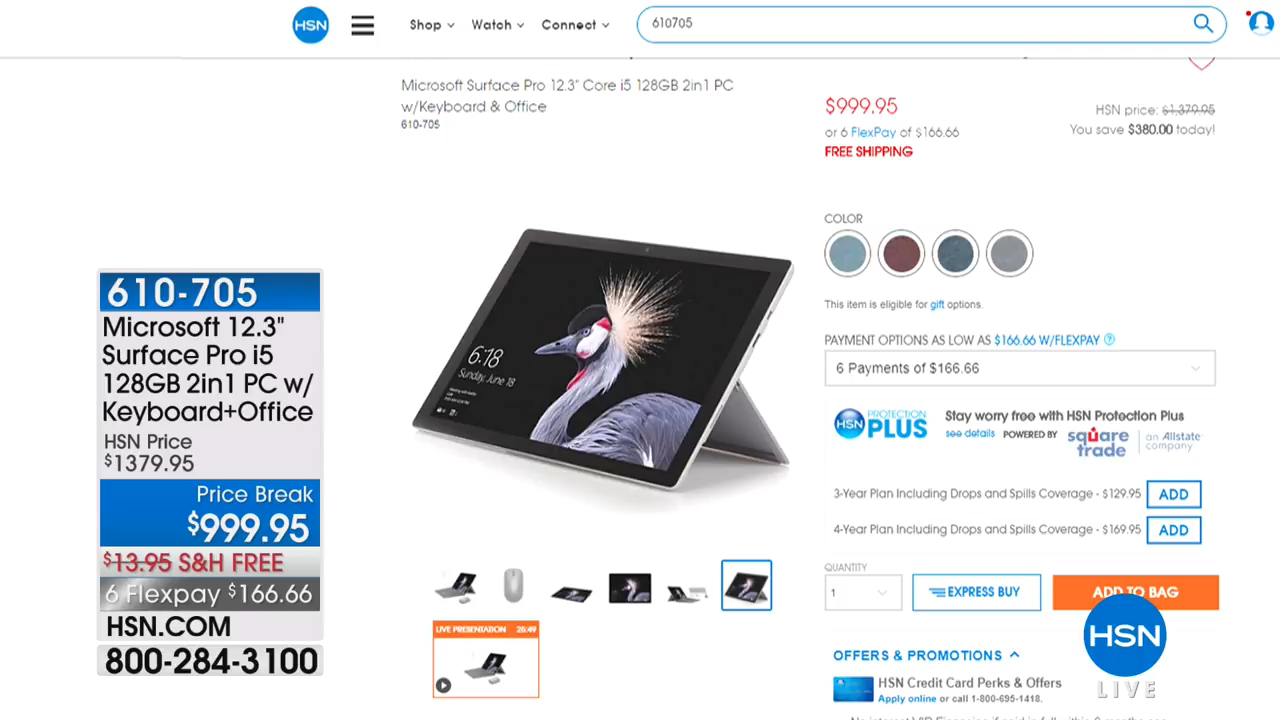 HSN
Shop
Watch
Connect
610705
Microsoft Surface Pro 12.3" Core i5 128GB 2in1 PC
w/Keyboard & Office
610-705
$999.95
HSN price: $1,379.95
or 6 FlexPay of $166.66
You save $380.00 today!
FREE SHIPPING
COLOR
This item is eligible for gift options.
PAYMENT OPTIONS AS LOW AS $166.66 W/FLEXPAY ?
6 Payments of $166.66
HSN PROTECTION PLUS
Stay worry free with HSN Protection Plus
see details POWERED BY square trade an Allstate company
3-Year Plan Including Drops and Spills Coverage - $129.95 ADD
4-Year Plan Including Drops and Spills Coverage - $169.95 ADD
QUANTITY
1
EXPRESS BUY
ADD TO BAG
OFFERS & PROMOTIONS
HSN Credit Card Perks & Offers
Apply online or call 1-800-695-1418.
6:18
Sunday, June 18
LIVE PRESENTATION 25:49
610-705
Microsoft 12.3"
Surface Pro i5
128GB 2in1 PC w/
Keyboard+Office
HSN Price
$1379.95
Price Break
$999.95
$13.95 S&H FREE
6 Flexpay $166.66
HSN.COM
800-284-3100
HSN
LIVE